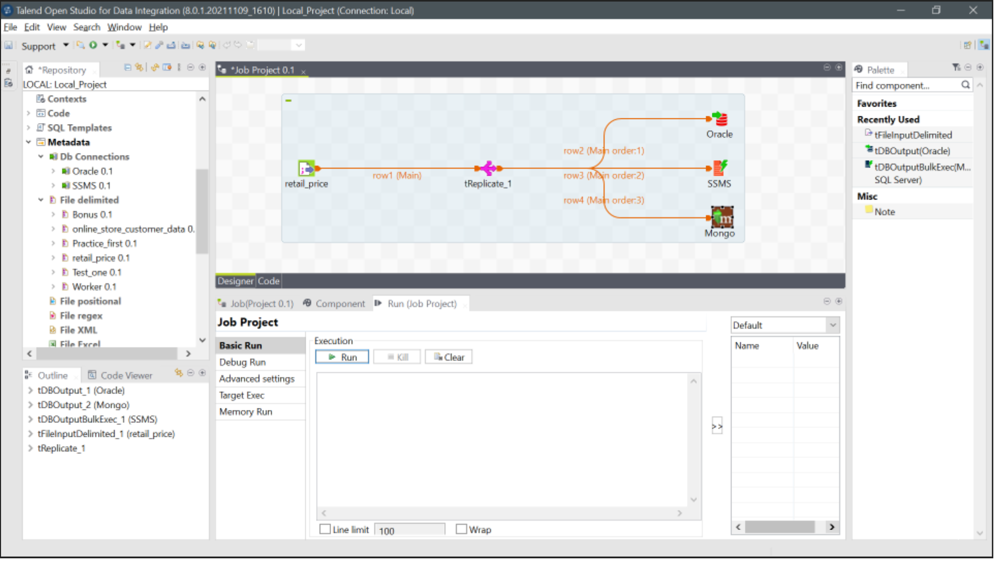 Talend Open Studio for Data Integration (8.0.1.20211109_1610) | Local_Project (Connection: Local)
File Edit View Search Window Help
Support
*Repository
LOCAL: Local_Project
Contexts
Code
SQL Templates
Metadata
Db Connections
Oracle 0.1
SSMS 0.1
File delimited
Bonus 0.1
online_store_customer_data 0.
Practice_first 0.1
retail_price 0.1
Test_one 0.1
Worker 0.1
File positional
File regex
File XML
File Excel
Outline
Code Viewer
tDBOutput_1 (Oracle)
tDBOutput_2 (Mongo)
tDBOutputBulkExec_1 (SSMS)
tFileInputDelimited_1 (retail_price)
tReplicate_1
*Job Project 0.1
Oracle
row2 (Main order:1)
row1 (Main)
row3 (Main order:2)
retail_price
tReplicate_1
SSMS
row4 (Main order:3)
m
Mongo
Designer Code
Job(Project 0.1)
Component
Run (Job Project)
Job Project
Basic Run
Debug Run
Advanced settings
Target Exec
Memory Run
Execution
Run
Kill
Clear
Line limit
100
Wrap
>>
Default
Name
Value
Palette
Find component...
Favorites
Recently Used
tFileInputDelimited
tDBOutput(Oracle)
tDBOutputBulkExec(M...
SQL Server)
Misc
Note